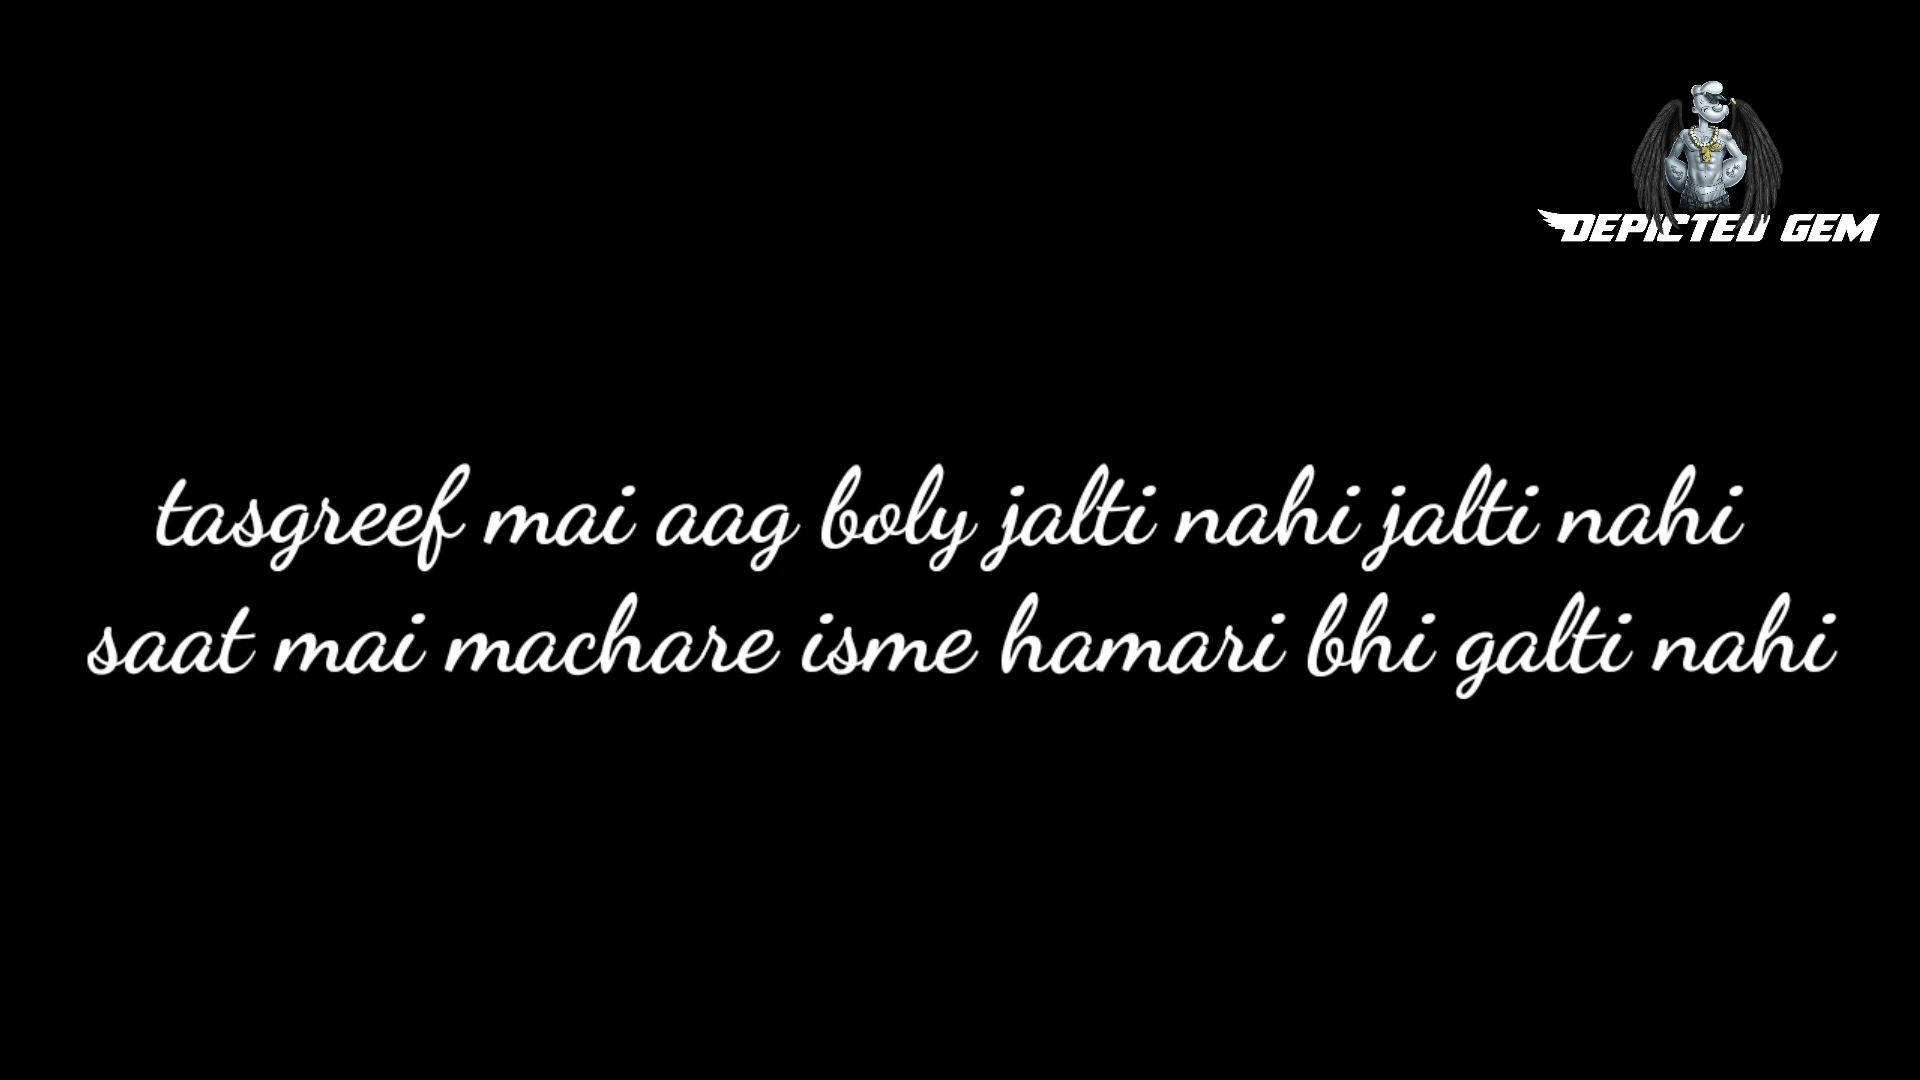 DEPICTED GEM
tasgreef mai aag boly jalti nahi jalti nahi
saat mai machare isme hamari bhi galti nahi